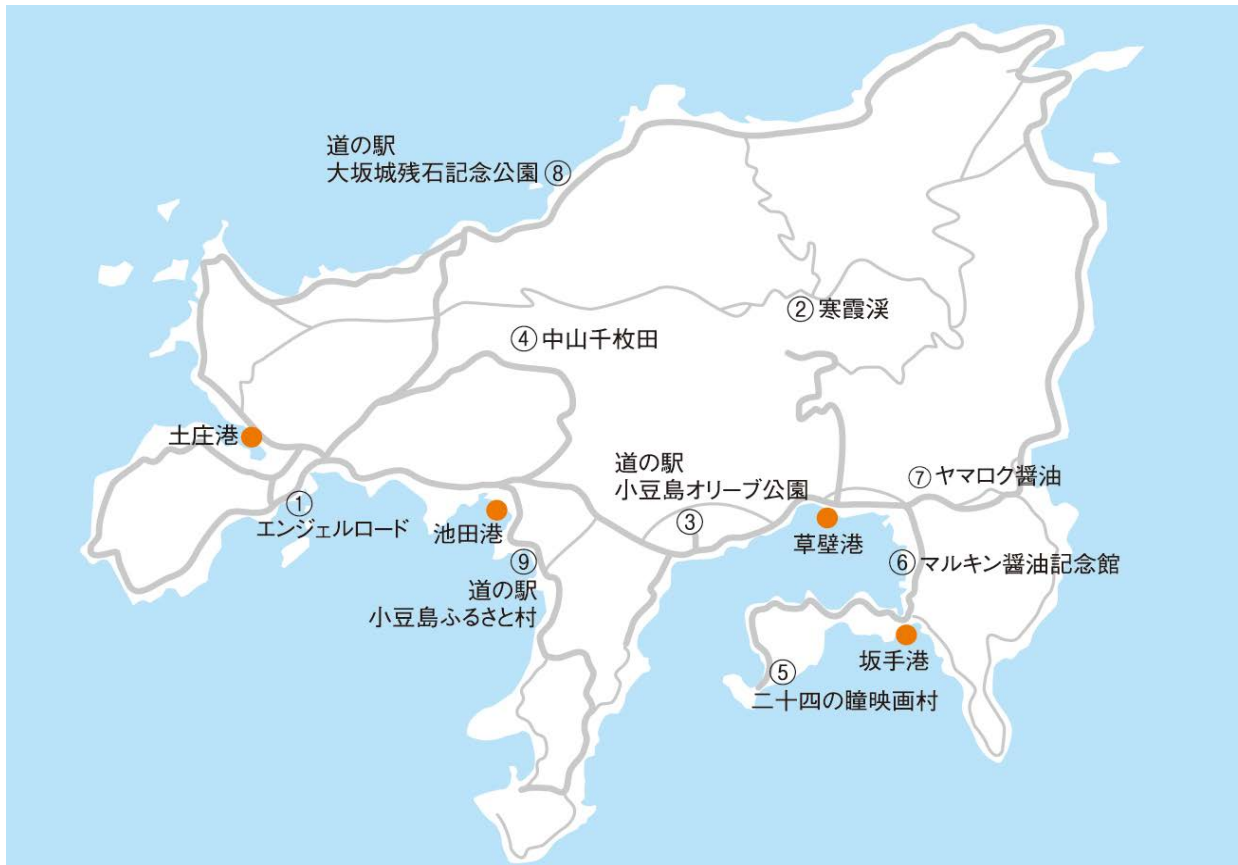 道の駅
大坂城残石記念公園⑧
②寒霞渓
④中山千枚田
土庄港
道の駅
小豆島オリーブ公園
③
⑦ヤマロク醤油
①
エンジェルロード
池田港
草壁港
⑨
道の駅
小豆島ふるさと村
⑥マルキン醤油記念館
坂手港
⑤
二十四の瞳映画村